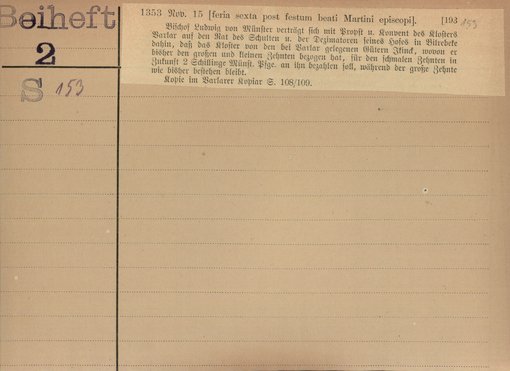 Beiheft
2
S 153
1353 Nov. 15 [feria sexta post festum beati Martini episcopi]. [193 153
Bischof Ludwig von Münster verträgt sich mit Propst u. Konvent des Klosters
Varlar auf den Rat des Schulten u. der Dezimatoren seines Hofes in Bilrebeke
dahin, daß das Kloster von den bei Varlar gelegenen Gütern wovon er
bisher den großen und kleinen Zehnten bezogen hat, für den schmalen Zehnten in
Zukunft 2 Schillinge Münst. Pfge. an ihn bezahlen soll, während der große Zehnte
wie bisher bestehen bleibt.
Kopie im Varlarer Kopiar S. 108/109.